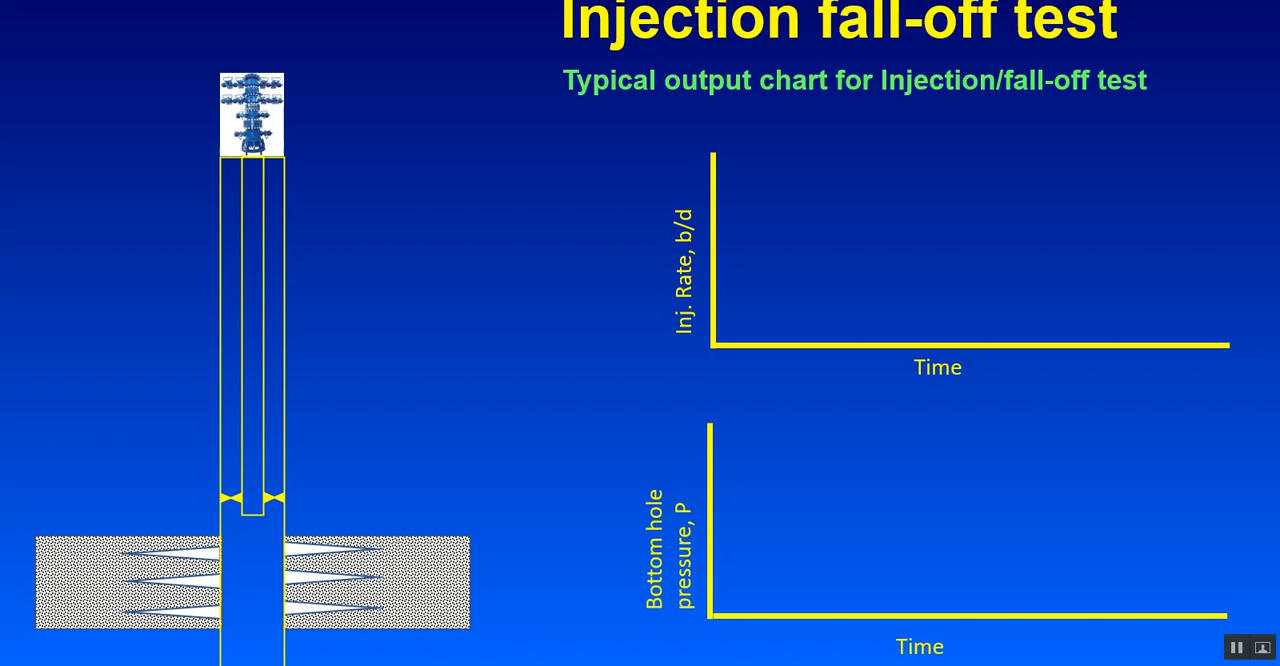 Injection fall-off test
Typical output chart for Injection/fall-off test
Inj. Rate, b/d
Time
Bottom hole
pressure, P
Time